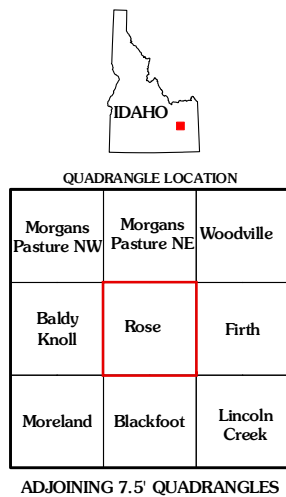 IDAHO
QUADRANGLE LOCATION
Morgans
Pasture NW
Morgans
Pasture NE
Woodville
Baldy
Knoll
Rose
Firth
Moreland
Blackfoot
Lincoln
Creek
ADJOINING 7.5' QUADRANGLES